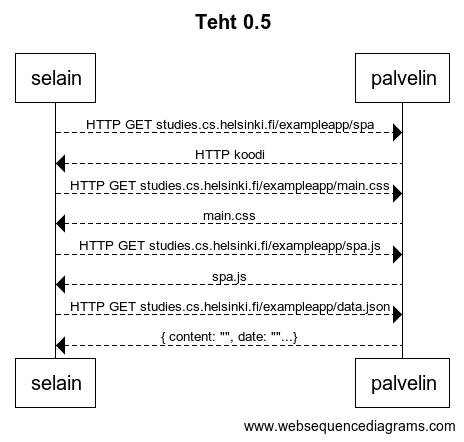 Teht 0.5
selain palvelin
HTTP GET studies.cs.helsinki.fi/exampleapp/spa
HTTP koodi
HTTP GET studies.cs.helsinki.fi/exampleapp/main.css
main.css
HTTP GET studies.cs.helsinki.fi/exampleapp/spa.js
spa.js
HTTP GET studies.cs.helsinki.fi/exampleapp/data.json
{ content: "", date: ""...}
selain palvelin
www.websequencediagrams.com